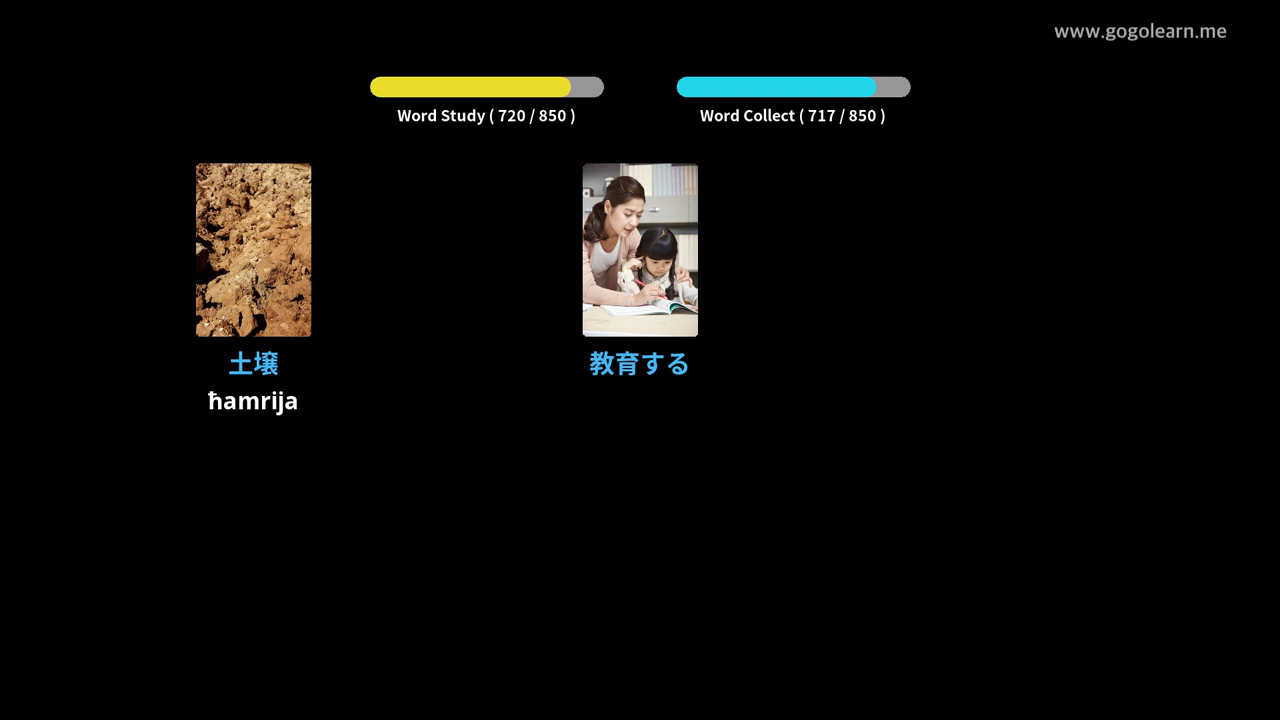 www.gogolearn.me
Word Study ( 720 / 850 )
Word Collect ( 717 / 850 )
土壌
ħamrija
教育する